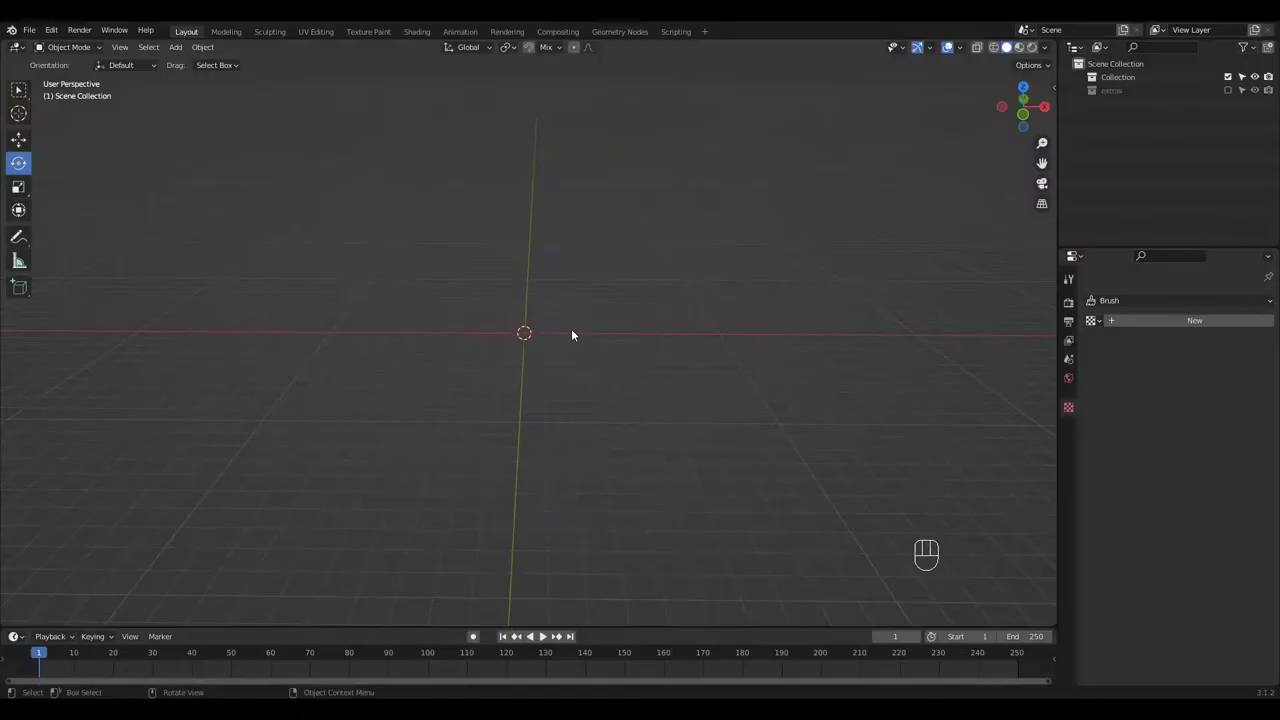 File Edit Render Window Help Layout Modeling Sculpting UV Editing Texture Paint Shading Animation Rendering Compositing Geometry Nodes Scripting + Scene View Layer
Object Mode View Select Add Object Global Mix
Orientation: Default Drag: Select Box Options
Scene Collection
Collection
extras
User Perspective
(1) Scene Collection
Z
Y
X
Brush
+ New
Playback Keying View Marker 1 Start 1 End 250
1 10 20 30 40 50 60 70 80 90 100 110 120 130 140 150 160 170 180 190 200 210 220 230 240 250
Select Box Select Rotate View Object Context Menu 3.1.2